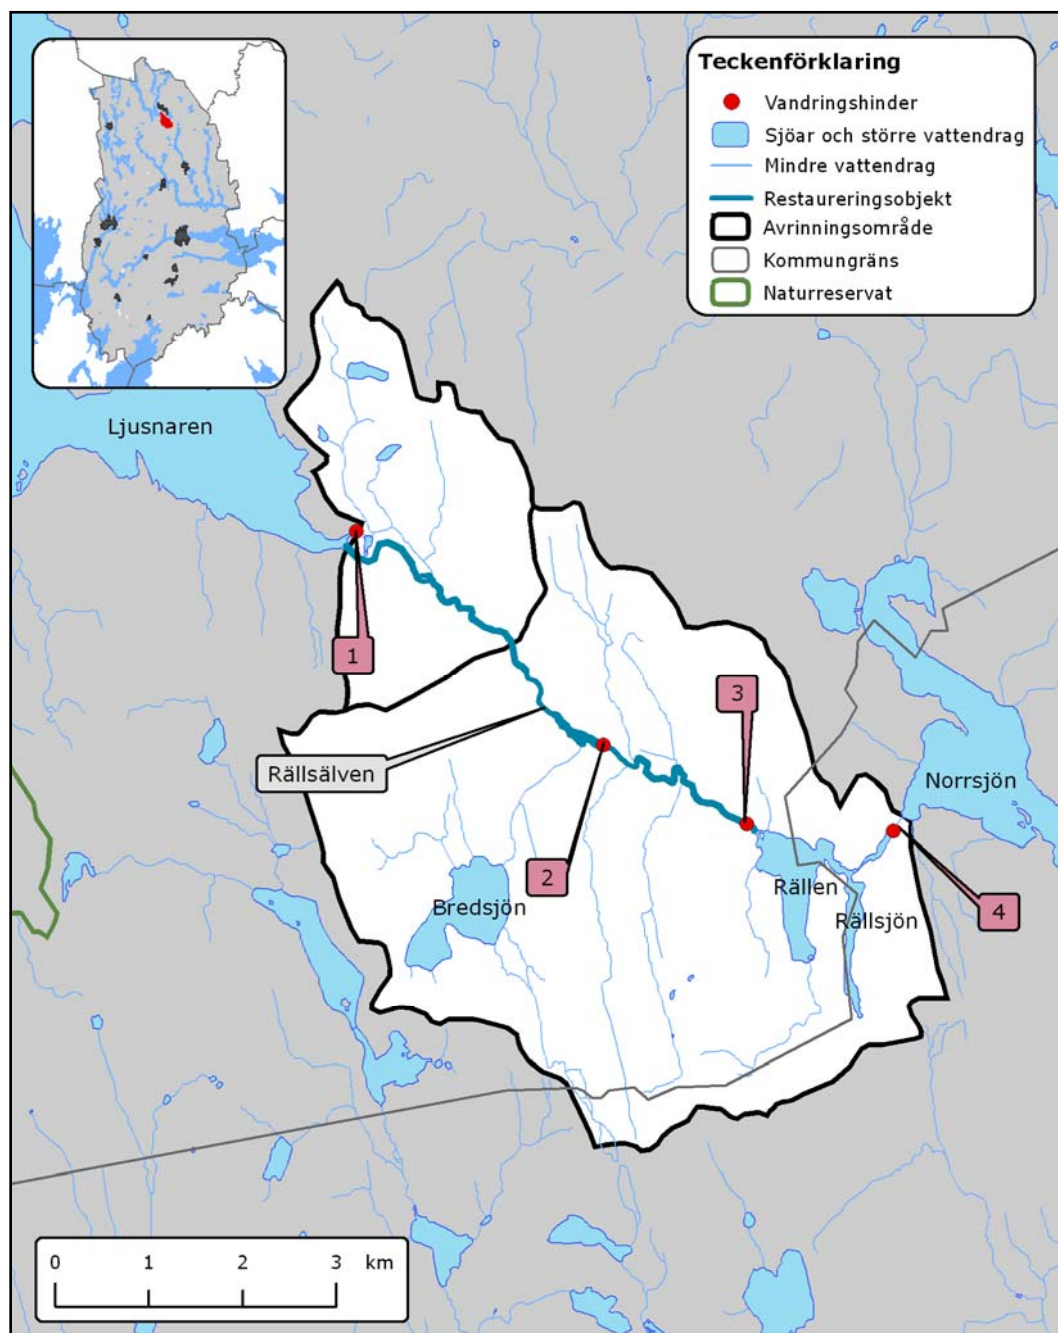 Teckenförklaring
Vandringshinder
Sjöar och större vattendrag
Mindre vattendrag
Restaureringsobjekt
Avrinningsområde
Kommungräns
Naturreservat
Ljusnaren
1
3
Rällsälven
Norrsjön
2
Rällen
Bredsjön
Rällsjön
4
0 1 2 3 km